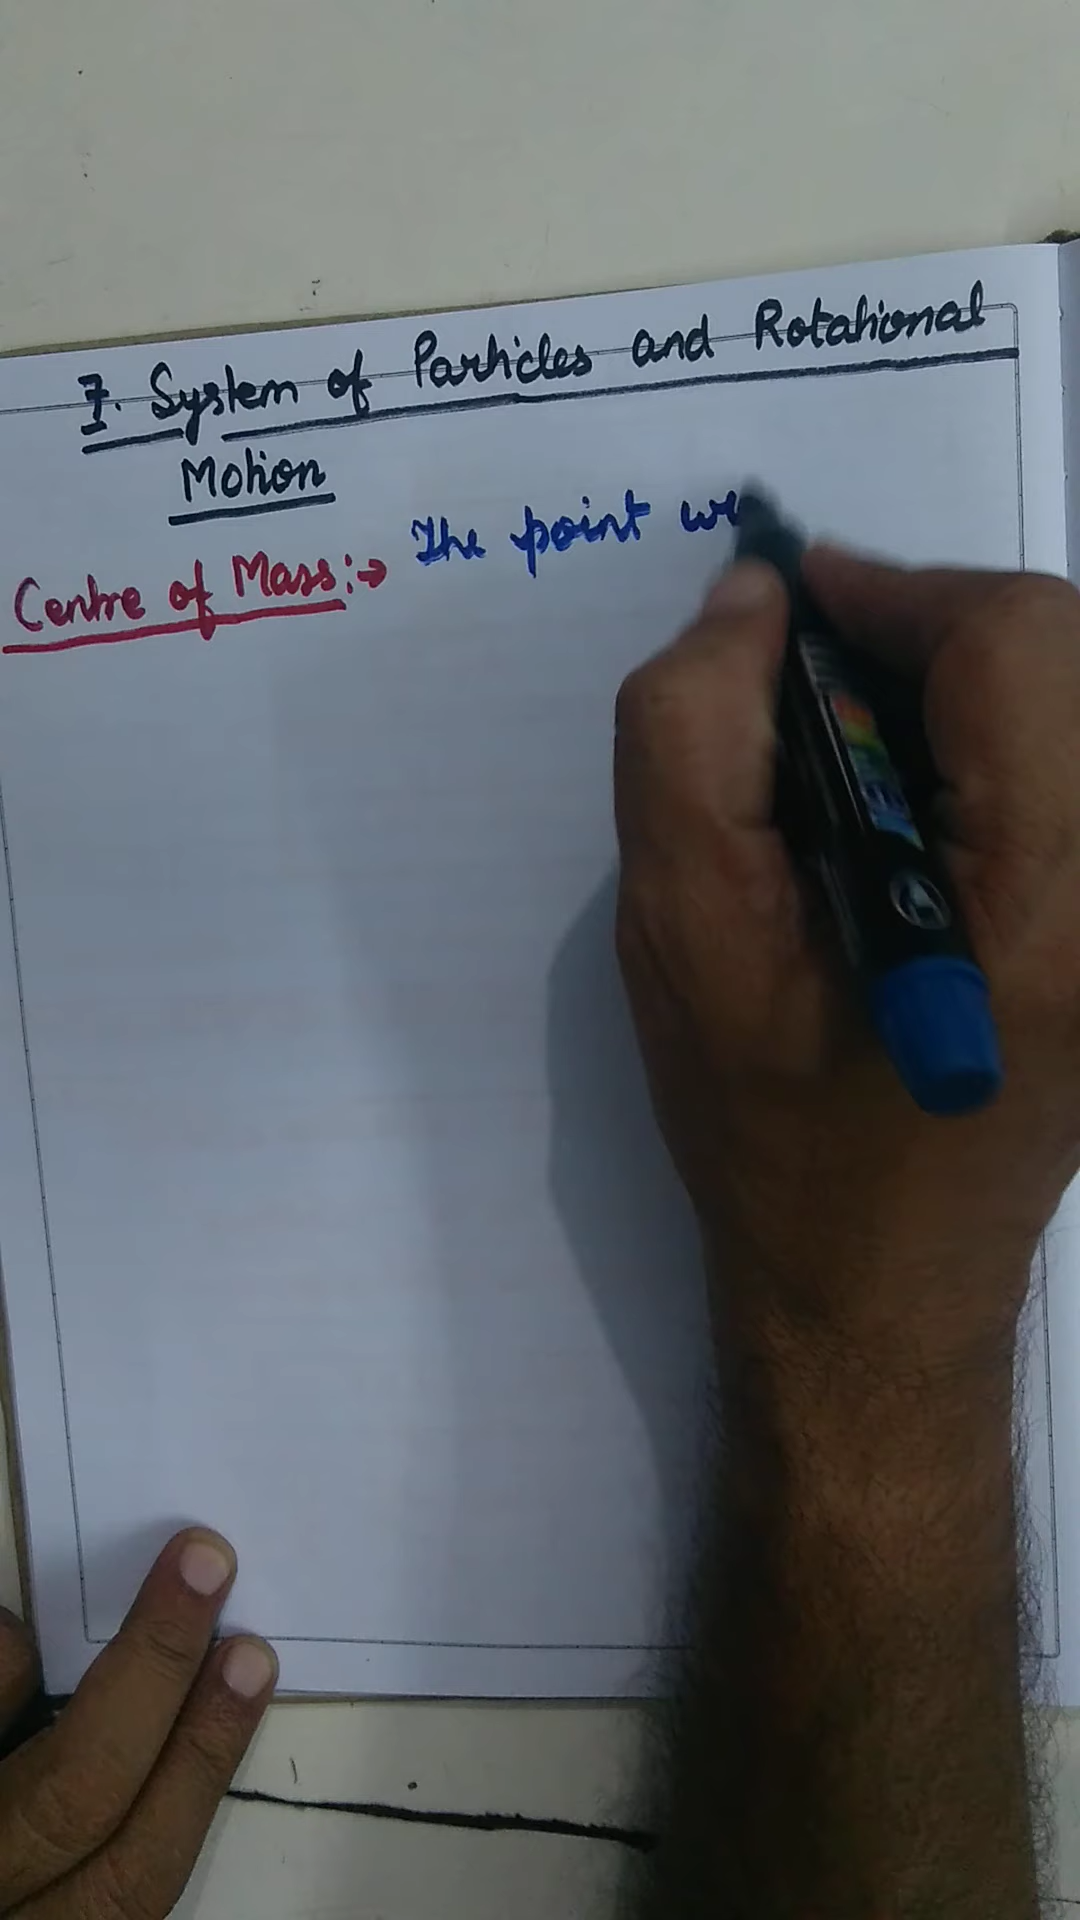 7. System of Particles and Rotational
Motion
Centre of Mass:→ The point